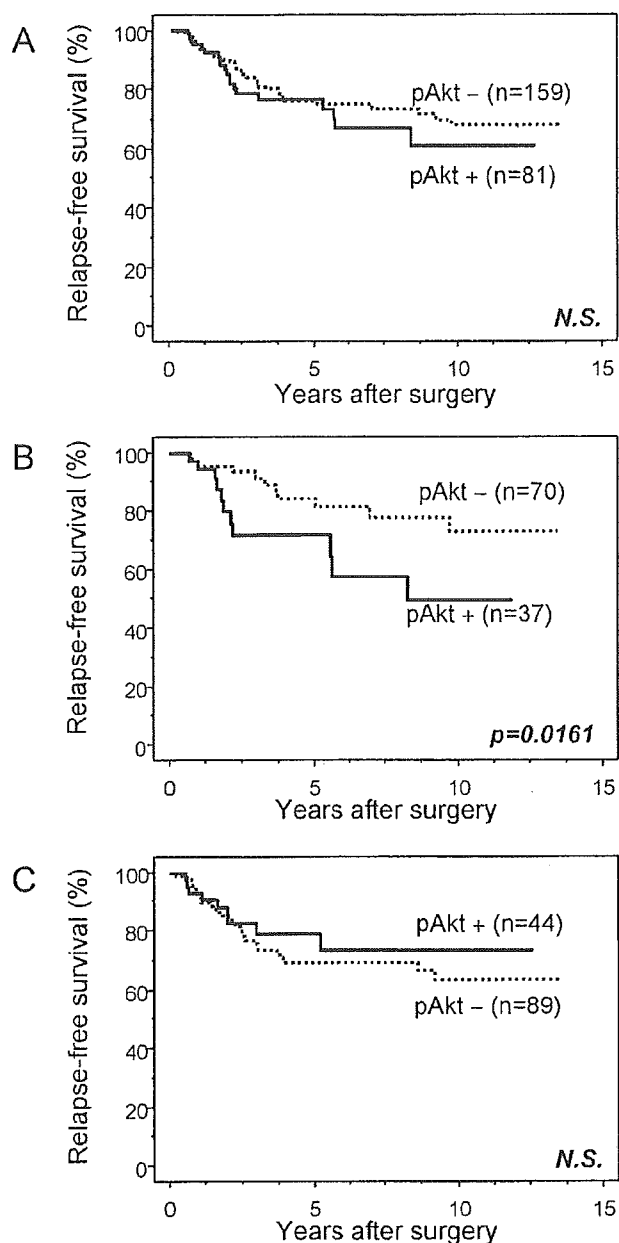 A
Relapse-free survival (%)
100
80
60
40
20
0
pAkt – (n=159)
pAkt + (n=81)
N.S.
0 5 10 15
Years after surgery
B
Relapse-free survival (%)
100
80
60
40
20
0
pAkt – (n=70)
pAkt + (n=37)
p=0.0161
0 5 10 15
Years after surgery
C
Relapse-free survival (%)
100
80
60
40
20
0
pAkt + (n=44)
pAkt – (n=89)
N.S.
0 5 10 15
Years after surgery